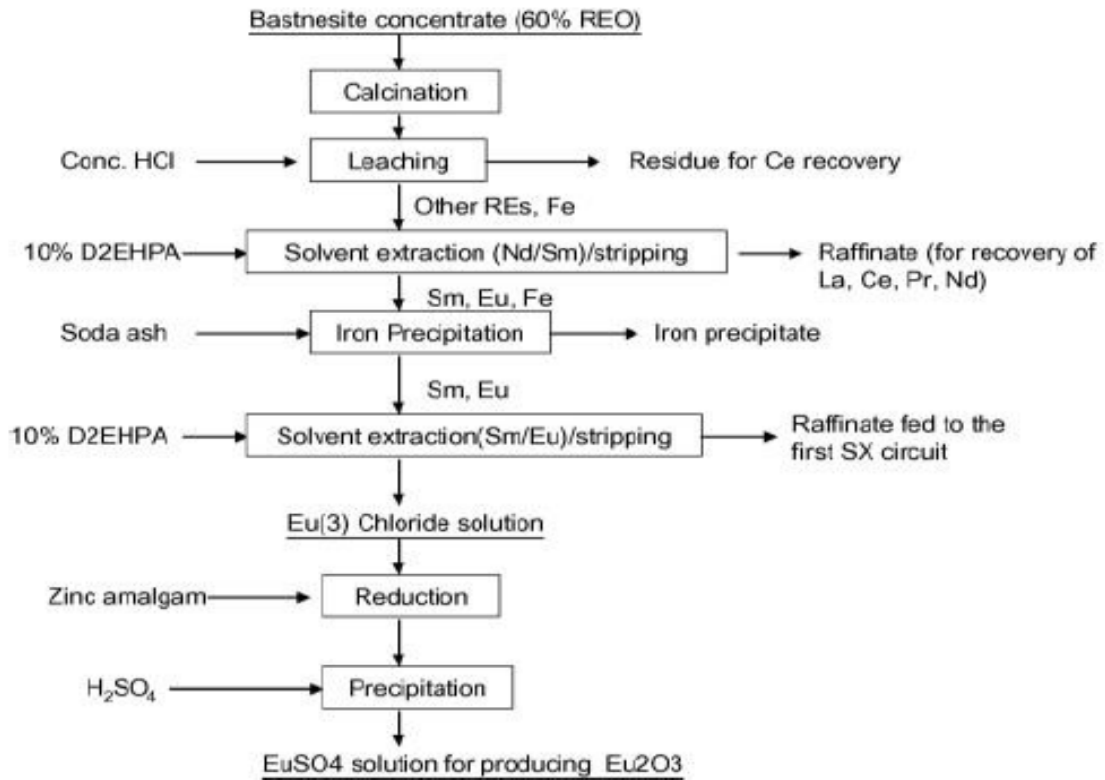 Bastnesite concentrate (60% REO)
Calcination
Conc. HCl
Leaching
Residue for Ce recovery
Other REs, Fe
10% D2EHPA
Solvent extraction (Nd/Sm)/stripping
Raffinate (for recovery of
La, Ce, Pr, Nd)
Sm, Eu, Fe
Soda ash
Iron Precipitation
Iron precipitate
Sm, Eu
10% D2EHPA
Solvent extraction(Sm/Eu)/stripping
Raffinate fed to the
first SX circuit
Eu(3) Chloride solution
Zinc amalgam
Reduction
H₂SO₄
Precipitation
EuSO4 solution for producing Eu2O3